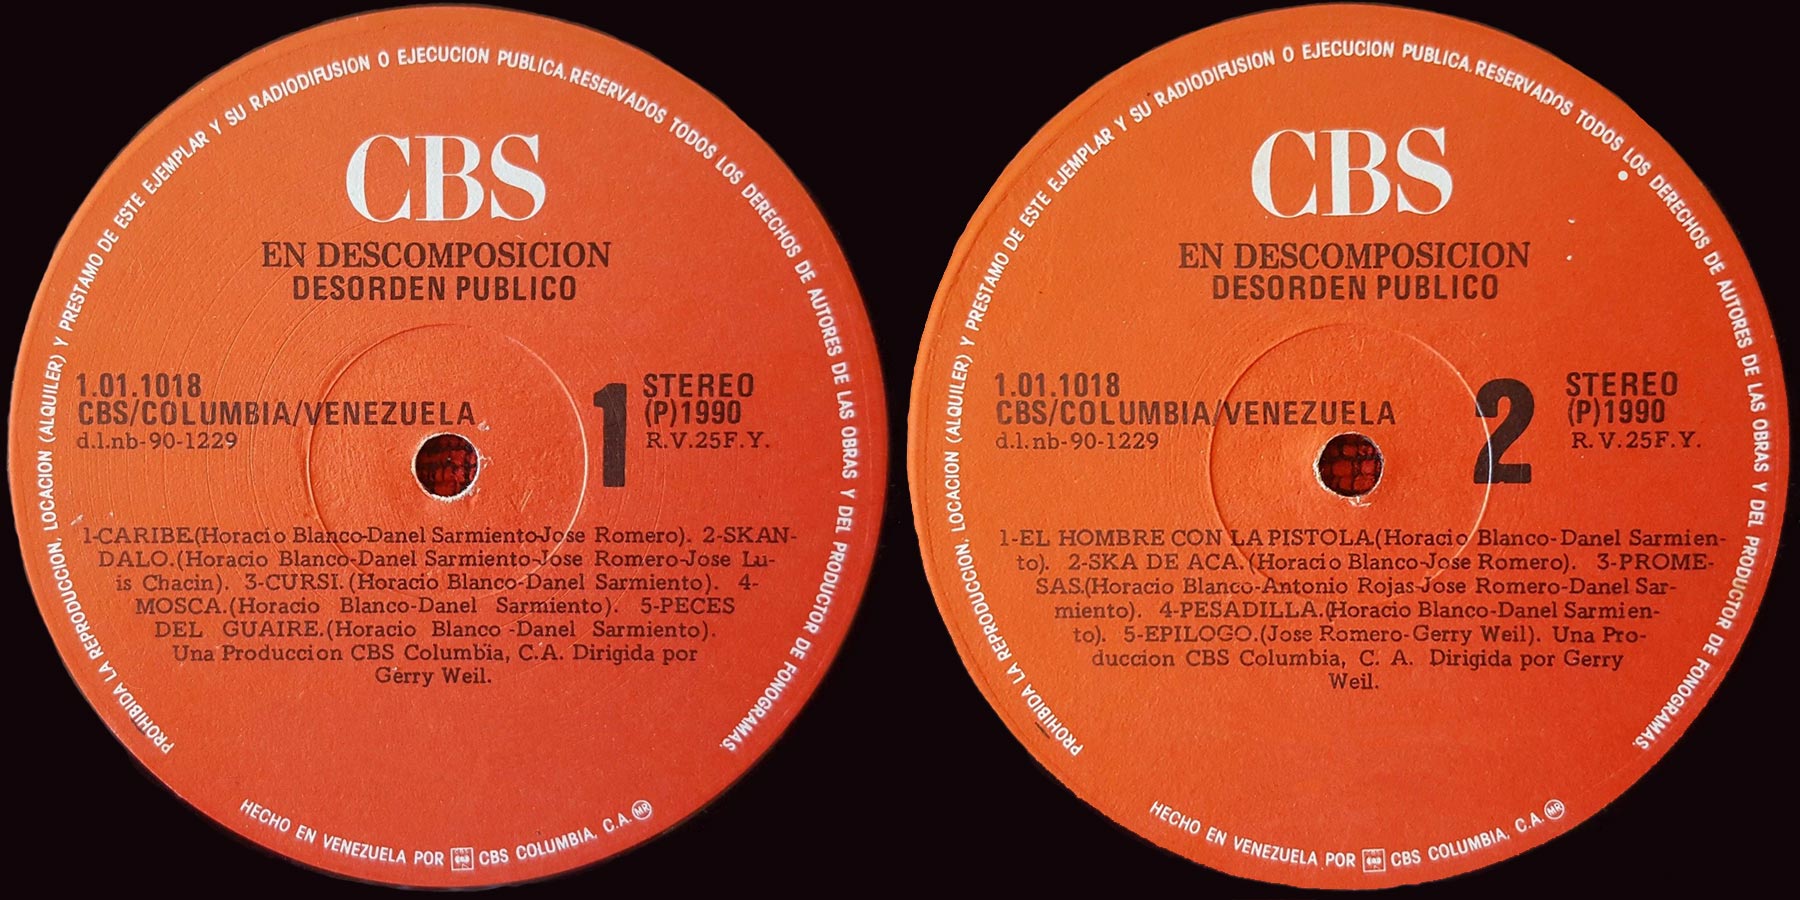 PROHIBIDA LA REPRODUCCION, LOCACION (ALQUILER) Y PRESTAMO DE ESTE EJEMPLAR Y SU RADIODIFUSION O EJECUCION PUBLICA. RESERVADOS TODOS LOS DERECHOS DE AUTORES DE LAS OBRAS Y DEL PRODUCTOR DE FONOGRAMAS.
CBS
EN DESCOMPOSICION
DESORDEN PUBLICO
1.01.1018
CBS/COLUMBIA/VENEZUELA
d.l.nb-90-1229
1
STEREO
(P)1990
R.V.25F.Y.
1-CARIBE.(Horacio Blanco-Danel Sarmiento-Jose Romero). 2-SKAN-
DALO.(Horacio Blanco-Danel Sarmiento-Jose Romero-Jose Lu-
is Chacin). 3-CURSI.(Horacio Blanco-Danel Sarmiento). 4-
MOSCA.(Horacio Blanco-Danel Sarmiento). 5-PECES
DEL GUAIRE.(Horacio Blanco -Danel Sarmiento).
Una Produccion CBS Columbia, C.A. Dirigida por
Gerry Weil.
HECHO EN VENEZUELA POR CBS CBS COLUMBIA, C.A. MR
PROHIBIDA LA REPRODUCCION, LOCACION (ALQUILER) Y PRESTAMO DE ESTE EJEMPLAR Y SU RADIODIFUSION O EJECUCION PUBLICA. RESERVADOS TODOS LOS DERECHOS DE AUTORES DE LAS OBRAS Y DEL PRODUCTOR DE FONOGRAMAS.
CBS
EN DESCOMPOSICION
DESORDEN PUBLICO
1.01.1018
CBS/COLUMBIA/VENEZUELA
d.l.nb-90-1229
2
STEREO
(P)1990
R.V.25F.Y.
1-EL HOMBRE CON LA PISTOLA.(Horacio Blanco-Danel Sarmien-
to). 2-SKA DE ACA.(Horacio Blanco-Jose Romero). 3-PROME-
SAS.(Horacio Blanco-Antonio Rojas-Jose Romero-Danel Sar-
miento). 4-PESADILLA.(Horacio Blanco-Danel Sarmien-
to). 5-EPILOGO.(Jose Romero-Gerry Weil). Una Pro-
duccion CBS Columbia, C. A. Dirigida por Gerry
Weil.
HECHO EN VENEZUELA POR CBS CBS COLUMBIA, C.A. MR